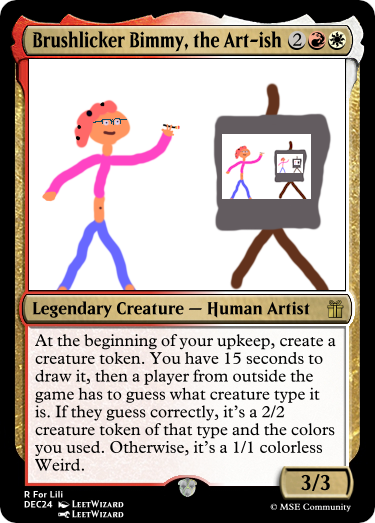 Brushlicker Bimmy, the Art-ish 2
Legendary Creature — Human Artist
At the beginning of your upkeep, create a
creature token. You have 15 seconds to
draw it, then a player from outside the
game has to guess what creature type it
is. If they guess correctly, it's a 2/2
creature token of that type and the colors
you used. Otherwise, it's a 1/1 colorless
Weird.
3/3
R For Lili
DEC24 LEETWIZARD
LEETWIZARD
© MSE Community